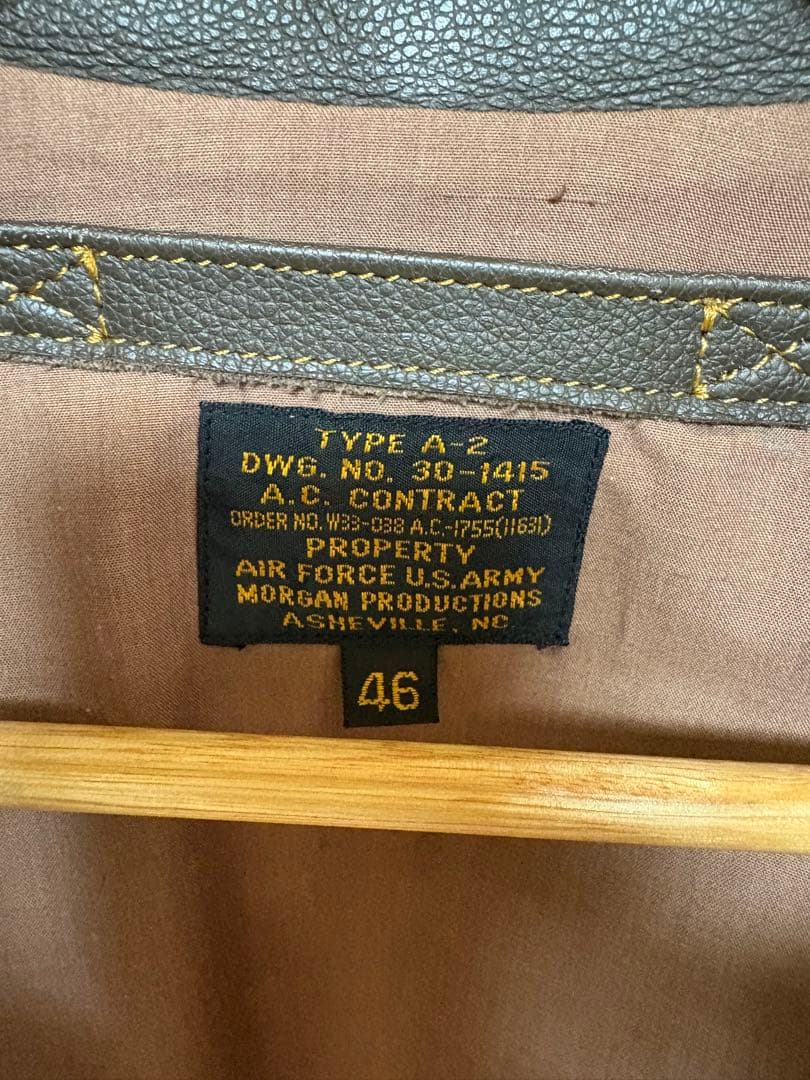 TYPE A-2
DWG. NO. 30-1415
A.C. CONTRACT
ORDER NO. W33-038 A.C.-1755(11631)
PROPERTY
AIR FORCE U.S. ARMY
MORGAN PRODUCTIONS
ASHEVILLE, NC
46